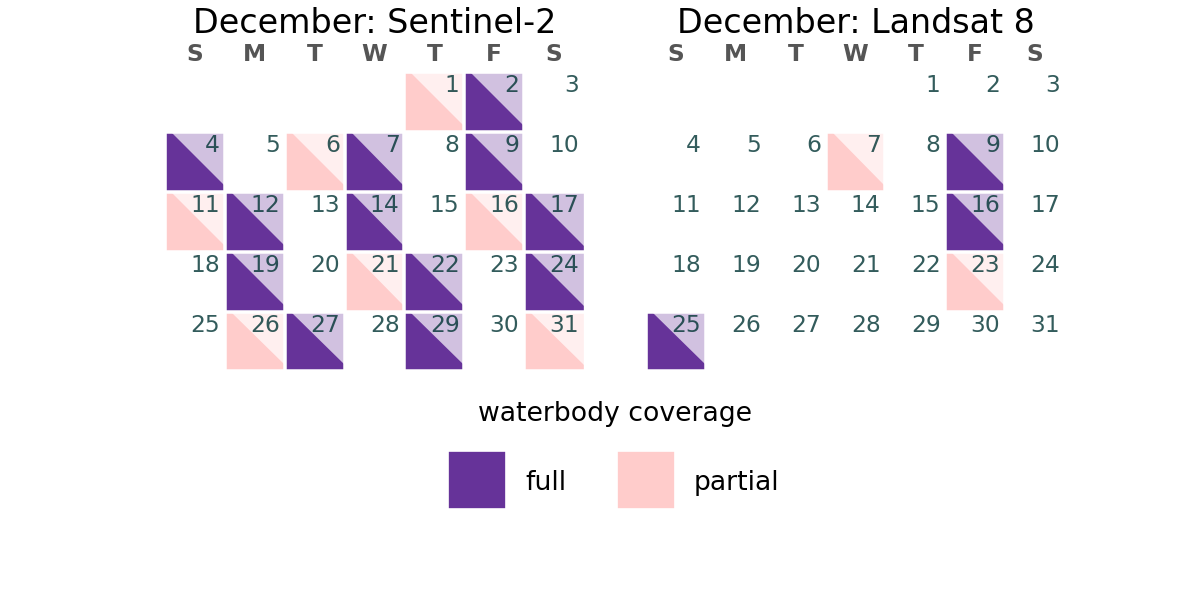 December: Sentinel-2
S M T W T F S
1 2 3
4 5 6 7 8 9 10
11 12 13 14 15 16 17
18 19 20 21 22 23 24
25 26 27 28 29 30 31
December: Landsat 8
S M T W T F S
1 2 3
4 5 6 7 8 9 10
11 12 13 14 15 16 17
18 19 20 21 22 23 24
25 26 27 28 29 30 31
waterbody coverage
full partial